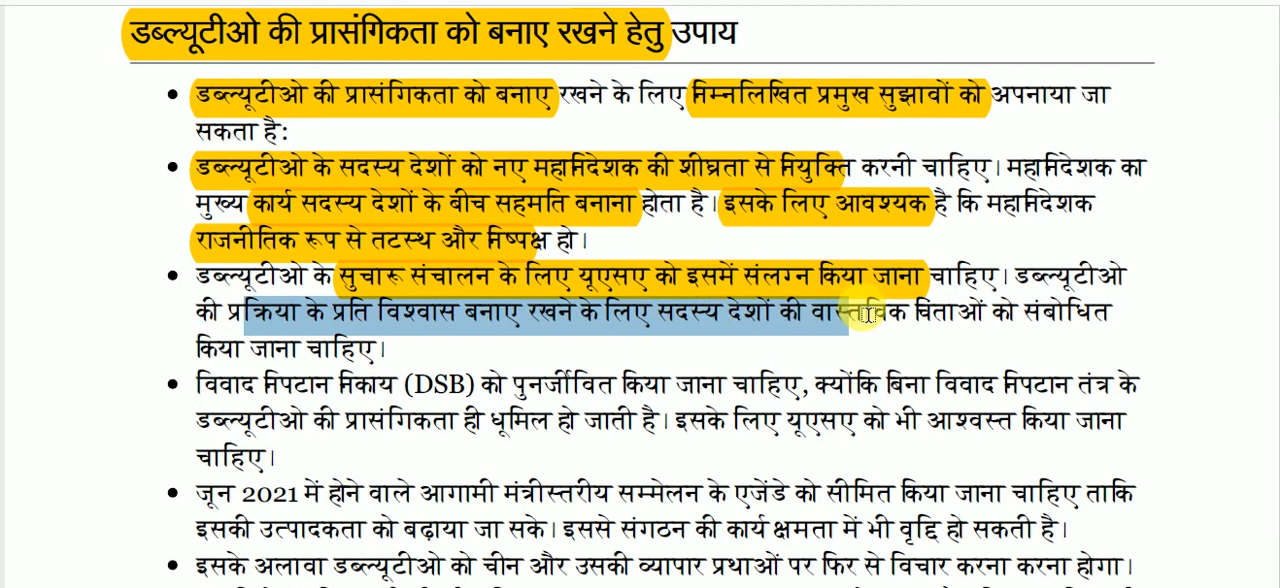 डब्ल्यूटीओ की प्रासंगिकता को बनाए रखने हेतु उपाय
• डब्ल्यूटीओ की प्रासंगिकता को बनाए रखने के लिए निम्नलिखित प्रमुख सुझावों को अपनाया जा
सकता है:
• डब्ल्यूटीओ के सदस्य देशों को नए महानिदेशक की शीघ्रता से नियुक्ति करनी चाहिए। महानिदेशक का
मुख्य कार्य सदस्य देशों के बीच सहमति बनाना होता है। इसके लिए आवश्यक है कि महानिदेशक
राजनीतिक रूप से तटस्थ और निष्पक्ष हो।
• डब्ल्यूटीओ के सुचारू संचालन के लिए यूएसए को इसमें संलग्न किया जाना चाहिए। डब्ल्यूटीओ
की प्रक्रिया के प्रति विश्वास बनाए रखने के लिए सदस्य देशों की वास्तविक चिंताओं को संबोधित
किया जाना चाहिए।
• विवाद निपटान निकाय (DSB) को पुनर्जीवित किया जाना चाहिए, क्योंकि बिना विवाद निपटान तंत्र के
डब्ल्यूटीओ की प्रासंगिकता ही धूमिल हो जाती है। इसके लिए यूएसए को भी आश्वस्त किया जाना
चाहिए।
• जून 2021 में होने वाले आगामी मंत्रीस्तरीय सम्मेलन के एजेंडे को सीमित किया जाना चाहिए ताकि
इसकी उत्पादकता को बढ़ाया जा सके। इससे संगठन की कार्य क्षमता में भी वृद्दि हो सकती है।
• इसके अलावा डब्ल्यूटीओ को चीन और उसकी व्यापार प्रथाओं पर फिर से विचार करना करना होगा।